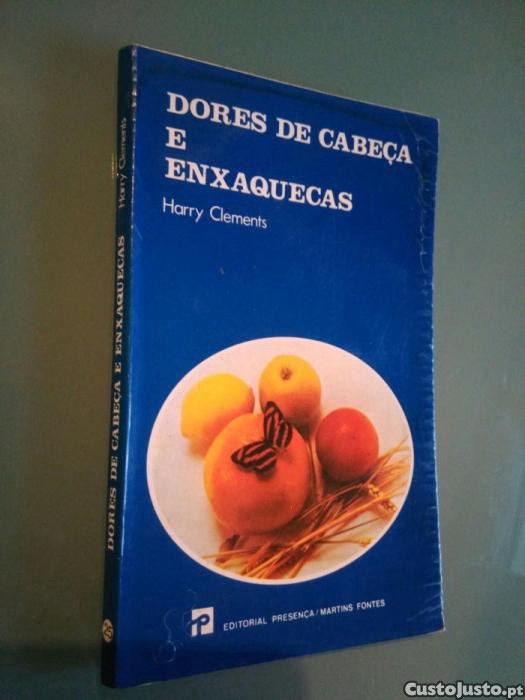 DORES DE CABEÇA
E
ENXAQUECAS
Harry Clements
EDITORIAL PRESENÇA/MARTINS FONTES
DORES DE CABEÇA E ENXAQUECAS Harry Clements
CustoJusto.pt